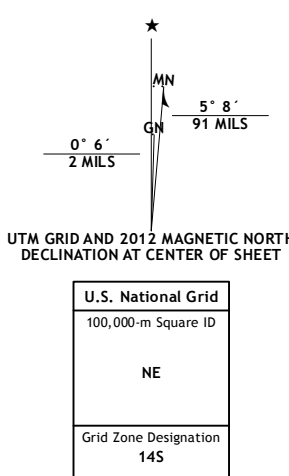 ★
MN
GN
5° 8´
91 MILS
0° 6´
2 MILS
UTM GRID AND 2012 MAGNETIC NORTH
DECLINATION AT CENTER OF SHEET
U.S. National Grid
100,000-m Square ID
NE
Grid Zone Designation
14S